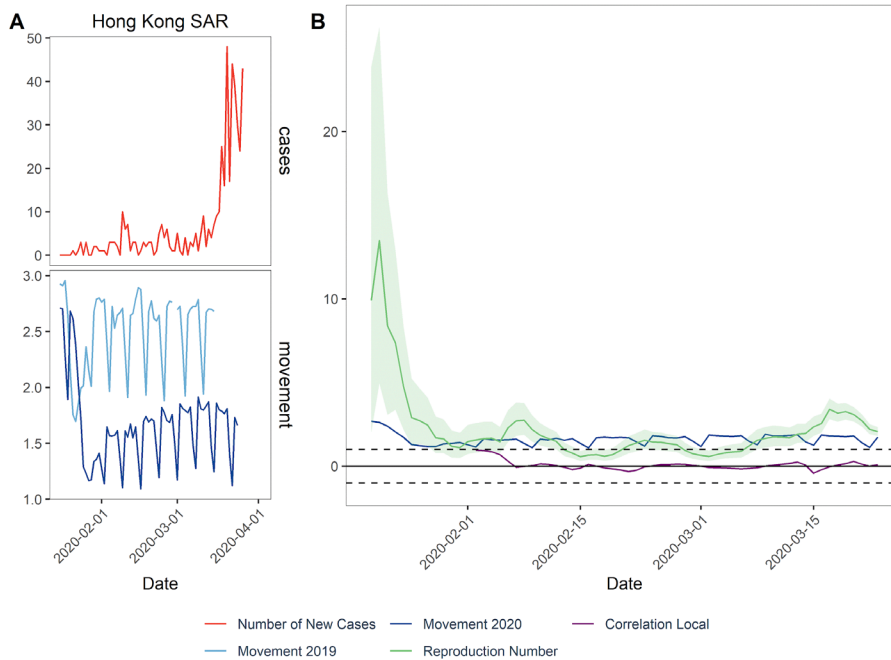 A
Hong Kong SAR
B
50
40
30
20
10
0
cases
3.0
2.5
2.0
1.5
1.0
movement
2020-02-01
2020-03-01
2020-04-01
Date
20
10
0
2020-02-01
2020-02-15
2020-03-01
2020-03-15
Date
Number of New Cases
Movement 2020
Correlation Local
Movement 2019
Reproduction Number